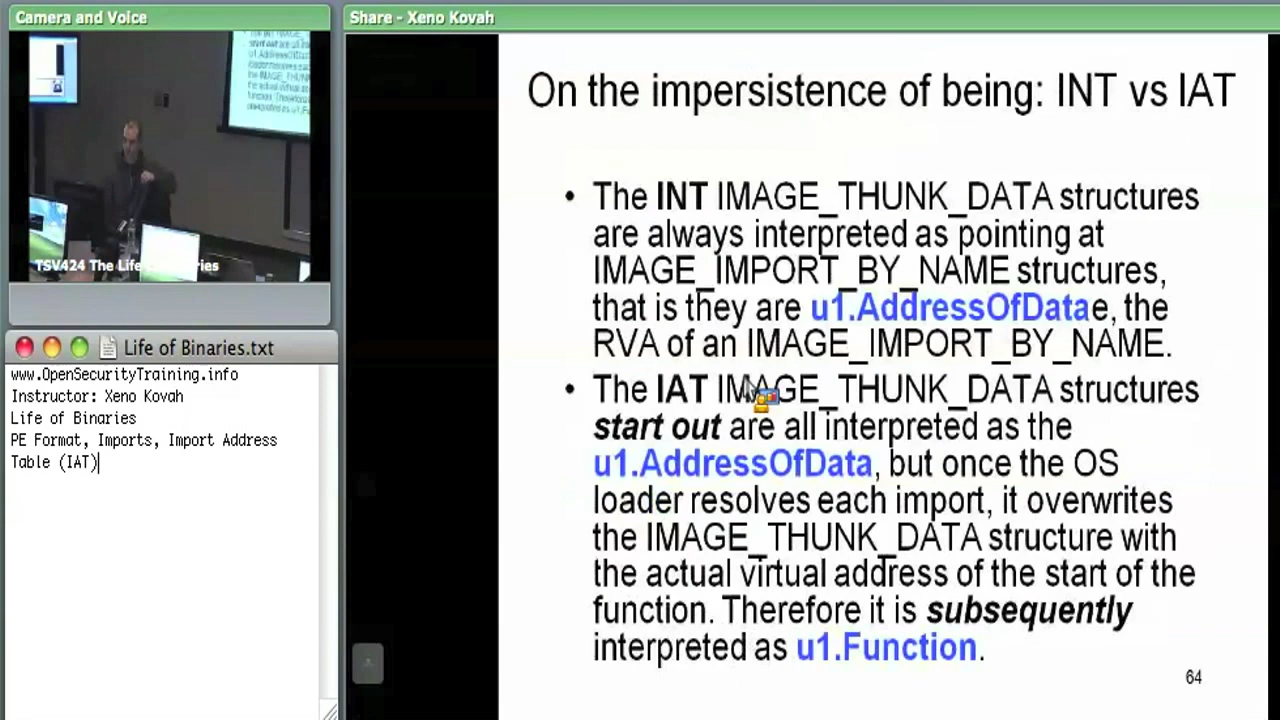 Camera and Voice
TSV424 The Life
ries
Life of Binaries.txt
www.OpenSecurityTraining.info
Instructor: Xeno Kovah
Life of Binaries
PE Format, Imports, Import Address
Table (IAT)
Share - Xeno Kovah
On the impersistence of being: INT vs IAT
• The INT IMAGE_THUNK_DATA structures
are always interpreted as pointing at
IMAGE_IMPORT_BY_NAME structures,
that is they are u1.AddressOfDatae, the
RVA of an IMAGE_IMPORT_BY_NAME.
• The IAT IMAGE_THUNK_DATA structures
start out are all interpreted as the
u1.AddressOfData, but once the OS
loader resolves each import, it overwrites
the IMAGE_THUNK_DATA structure with
the actual virtual address of the start of the
function. Therefore it is subsequently
interpreted as u1.Function.
64